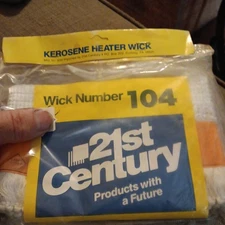 KEROSENE HEATER WICK
Wick Number 104
21st
Century
Products with
a Future